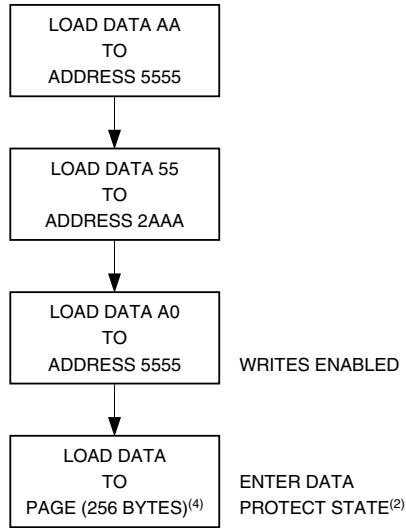 LOAD DATA AA
TO
ADDRESS 5555
LOAD DATA 55
TO
ADDRESS 2AAA
LOAD DATA A0
TO
ADDRESS 5555
WRITES ENABLED
LOAD DATA
TO
PAGE (256 BYTES)(4)
ENTER DATA
PROTECT STATE(2)